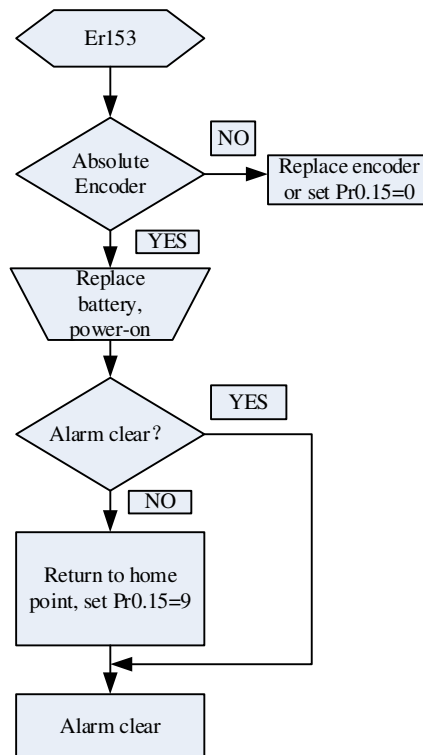 Er153
Absolute
Encoder
NO
Replace encoder
or set Pr0.15=0
YES
Replace
battery,
power-on
Alarm clear？
YES
NO
Return to home
point, set Pr0.15=9
Alarm clear